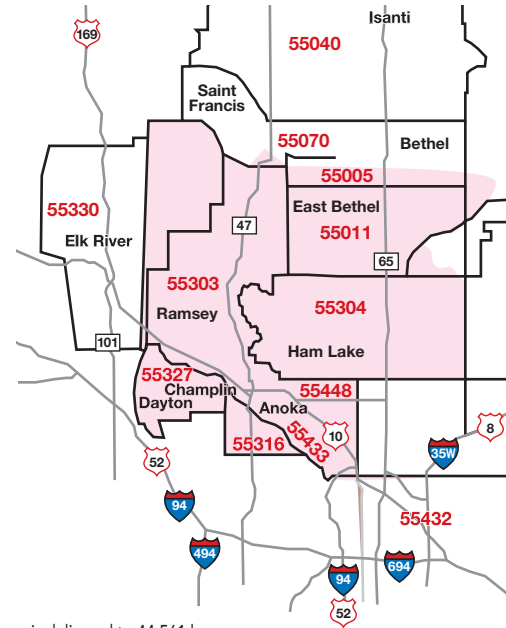 Isanti
169
55040
Saint
Francis
55070
Bethel
55005
55330
East Bethel
47
55011
Elk River
65
55303
55304
Ramsey
101
Ham Lake
55327
Champlin
55448
Dayton
Anoka
10
8
55316
55433
35W
52
94
55432
494
694
94
52